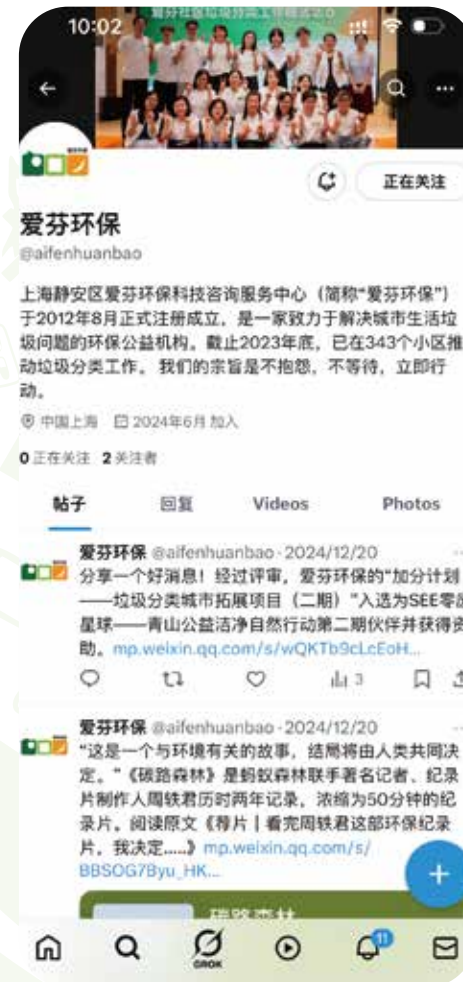 10:02
爱芬社区垃圾分类工作
正在关注
爱芬环保
@aifenhuanbao
上海静安区爱芬环保科技咨询服务中心（简称“爱芬环保”）
于2012年8月正式注册成立，是一家致力于解决城市生活垃
圾问题的环保公益机构。截止2023年底，已在343个小区推
动垃圾分类工作。 我们的宗旨是不抱怨，不等待，立即行
动。
中国上海 2024年6月 加入
0 正在关注 2 关注者
帖子 回复 Videos Photos
爱芬环保 @aifenhuanbao · 2024/12/20
分享一个好消息！经过评审，爱芬环保的“加分计划
——垃圾分类城市拓展项目（二期）”入选为SEE零废
星球——青山公益洁净自然行动第二期伙伴并获得资
助。mp.weixin.qq.com/s/wQKTb9cLcEoH...
3
爱芬环保 @aifenhuanbao · 2024/12/20
“这是一个与环境有关的故事，结局将由人类共同决
定。”《碳路森林》是蚂蚁森林联手著名记者、纪录
片制作人周轶君历时两年记录，浓缩为50分钟的纪
录片。阅读原文《荐片 | 看完周轶君这部环保纪录
片，我决定.....》mp.weixin.qq.com/s/
BBSOG7Byu_HK...
碳路森林
GROK
11